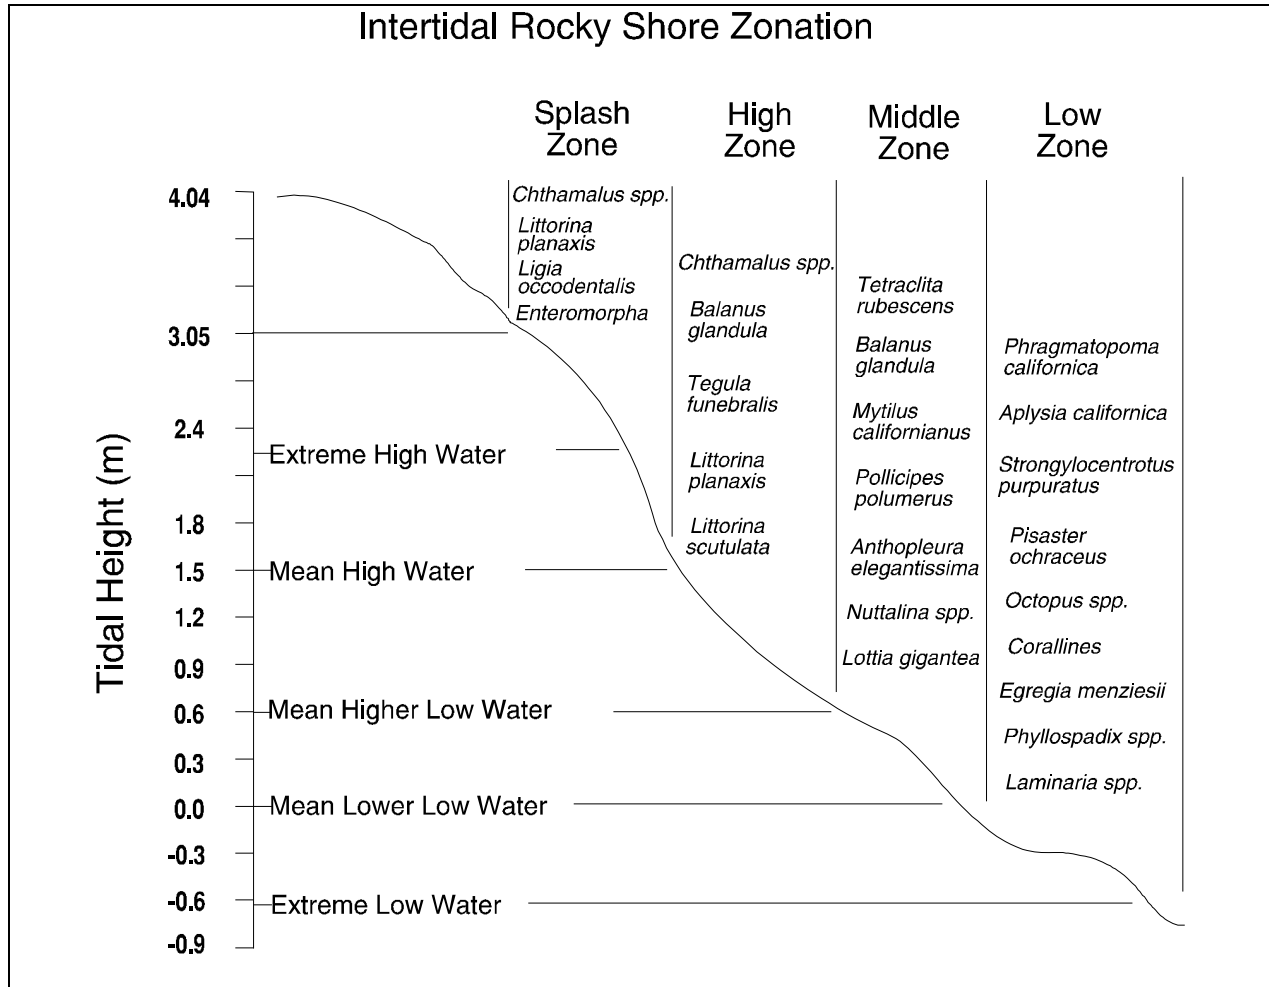 Intertidal Rocky Shore Zonation
Splash
Zone
High
Zone
Middle
Zone
Low
Zone
Chthamalus spp.
Littorina
planaxis
Ligia
occodentalis
Enteromorpha
Chthamalus spp.
Balanus
glandula
Tegula
funebralis
Littorina
planaxis
Littorina
scutulata
Tetraclita
rubescens
Balanus
glandula
Mytilus
californianus
Pollicipes
polumerus
Anthopleura
elegantissima
Nuttalina spp.
Lottia gigantea
Phragmatopoma
californica
Aplysia californica
Strongylocentrotus
purpuratus
Pisaster
ochraceus
Octopus spp.
Corallines
Egregia menziesii
Phyllospadix spp.
Laminaria spp.
Tidal Height (m)
4.04
3.05
2.4
1.8
1.5
1.2
0.9
0.6
0.3
0.0
-0.3
-0.6
-0.9
Extreme High Water
Mean High Water
Mean Higher Low Water
Mean Lower Low Water
Extreme Low Water